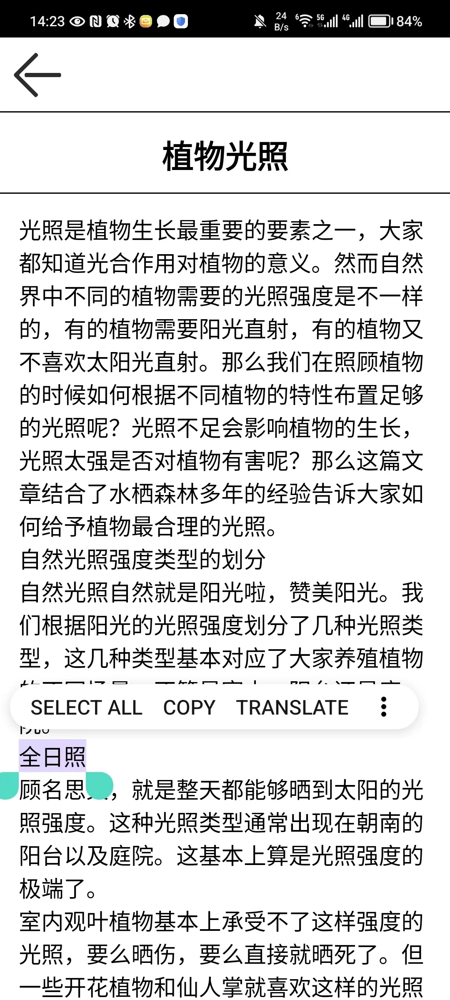 14:23
24 B/s
6
5G
4G
84%
植物光照
光照是植物生长最重要的要素之一，大家
都知道光合作用对植物的意义。然而自然
界中不同的植物需要的光照强度是不一样
的，有的植物需要阳光直射，有的植物又
不喜欢太阳光直射。那么我们在照顾植物
的时候如何根据不同植物的特性布置足够
的光照呢？光照不足会影响植物的生长，
光照太强是否对植物有害呢？那么这篇文
章结合了水栖森林多年的经验告诉大家如
何给予植物最合理的光照。
自然光照强度类型的划分
自然光照自然就是阳光啦，赞美阳光。我
们根据阳光的光照强度划分了几种光照类
型，这几种类型基本对应了大家养殖植物
SELECT ALL COPY TRANSLATE
全日照
顾名思，就是整天都能够晒到太阳的光
照强度。这种光照类型通常出现在朝南的
阳台以及庭院。这基本上算是光照强度的
极端了。
室内观叶植物基本上承受不了这样强度的
光照，要么晒伤，要么直接就晒死了。但
一些开花植物和仙人掌就喜欢这样的光照